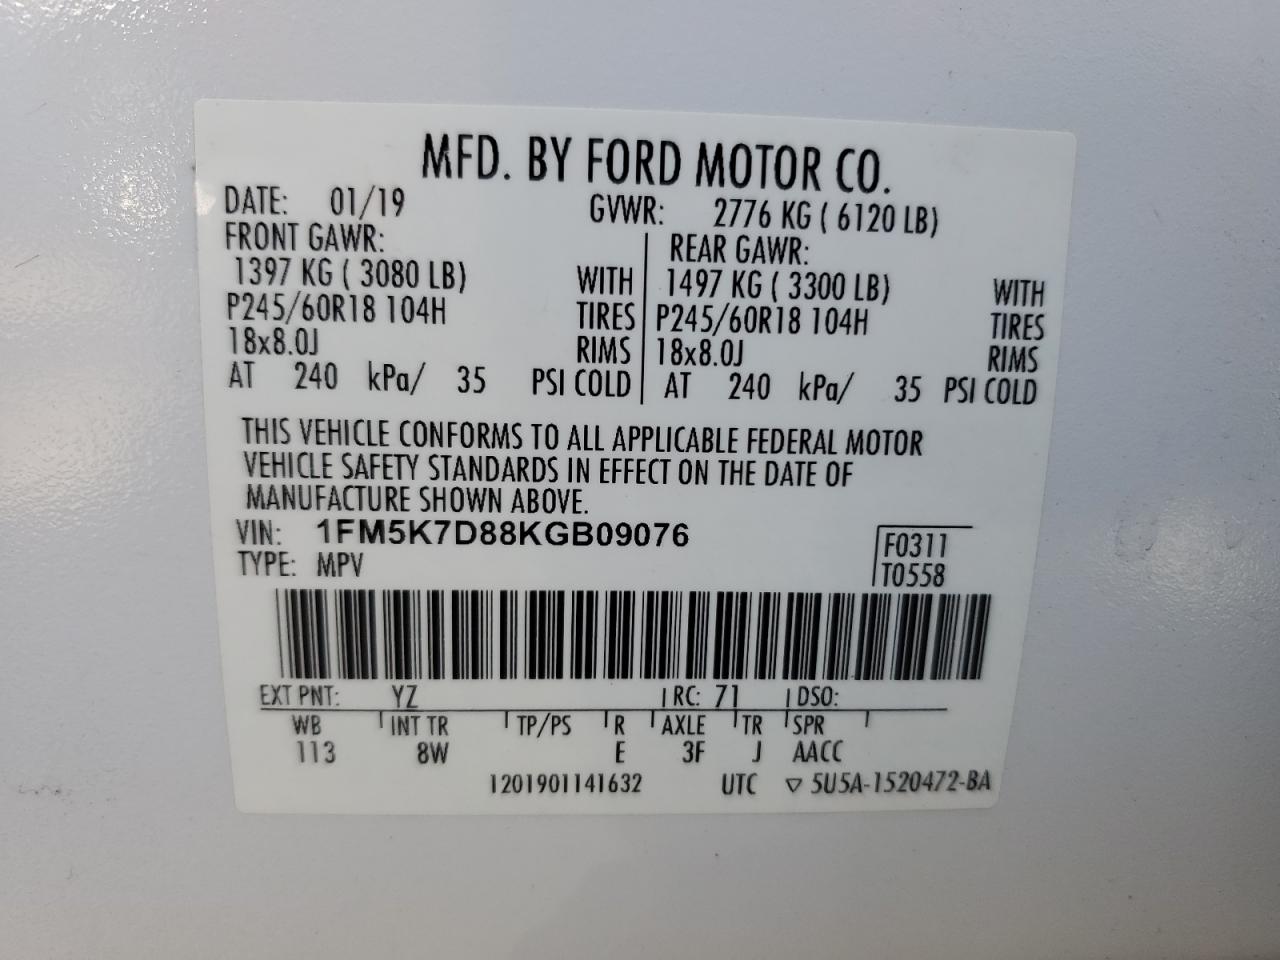 MFD. BY FORD MOTOR CO.
DATE: 01/19 GVWR: 2776 KG ( 6120 LB)
FRONT GAWR: REAR GAWR:
1397 KG ( 3080 LB) WITH 1497 KG ( 3300 LB) WITH
P245/60R18 104H TIRES P245/60R18 104H TIRES
18x8.0J RIMS 18x8.0J RIMS
AT 240 kPa/ 35 PSI COLD AT 240 kPa/ 35 PSI COLD
THIS VEHICLE CONFORMS TO ALL APPLICABLE FEDERAL MOTOR
VEHICLE SAFETY STANDARDS IN EFFECT ON THE DATE OF
MANUFACTURE SHOWN ABOVE.
VIN: 1FM5K7D88KGB09076 F0311
TYPE: MPV T0558
EXT PNT: YZ RC: 71 DSO:
WB INT TR TP/PS R AXLE TR SPR
113 8W E 3F J AACC
1201901141632 UTC ▽ 5U5A-1520472-BA